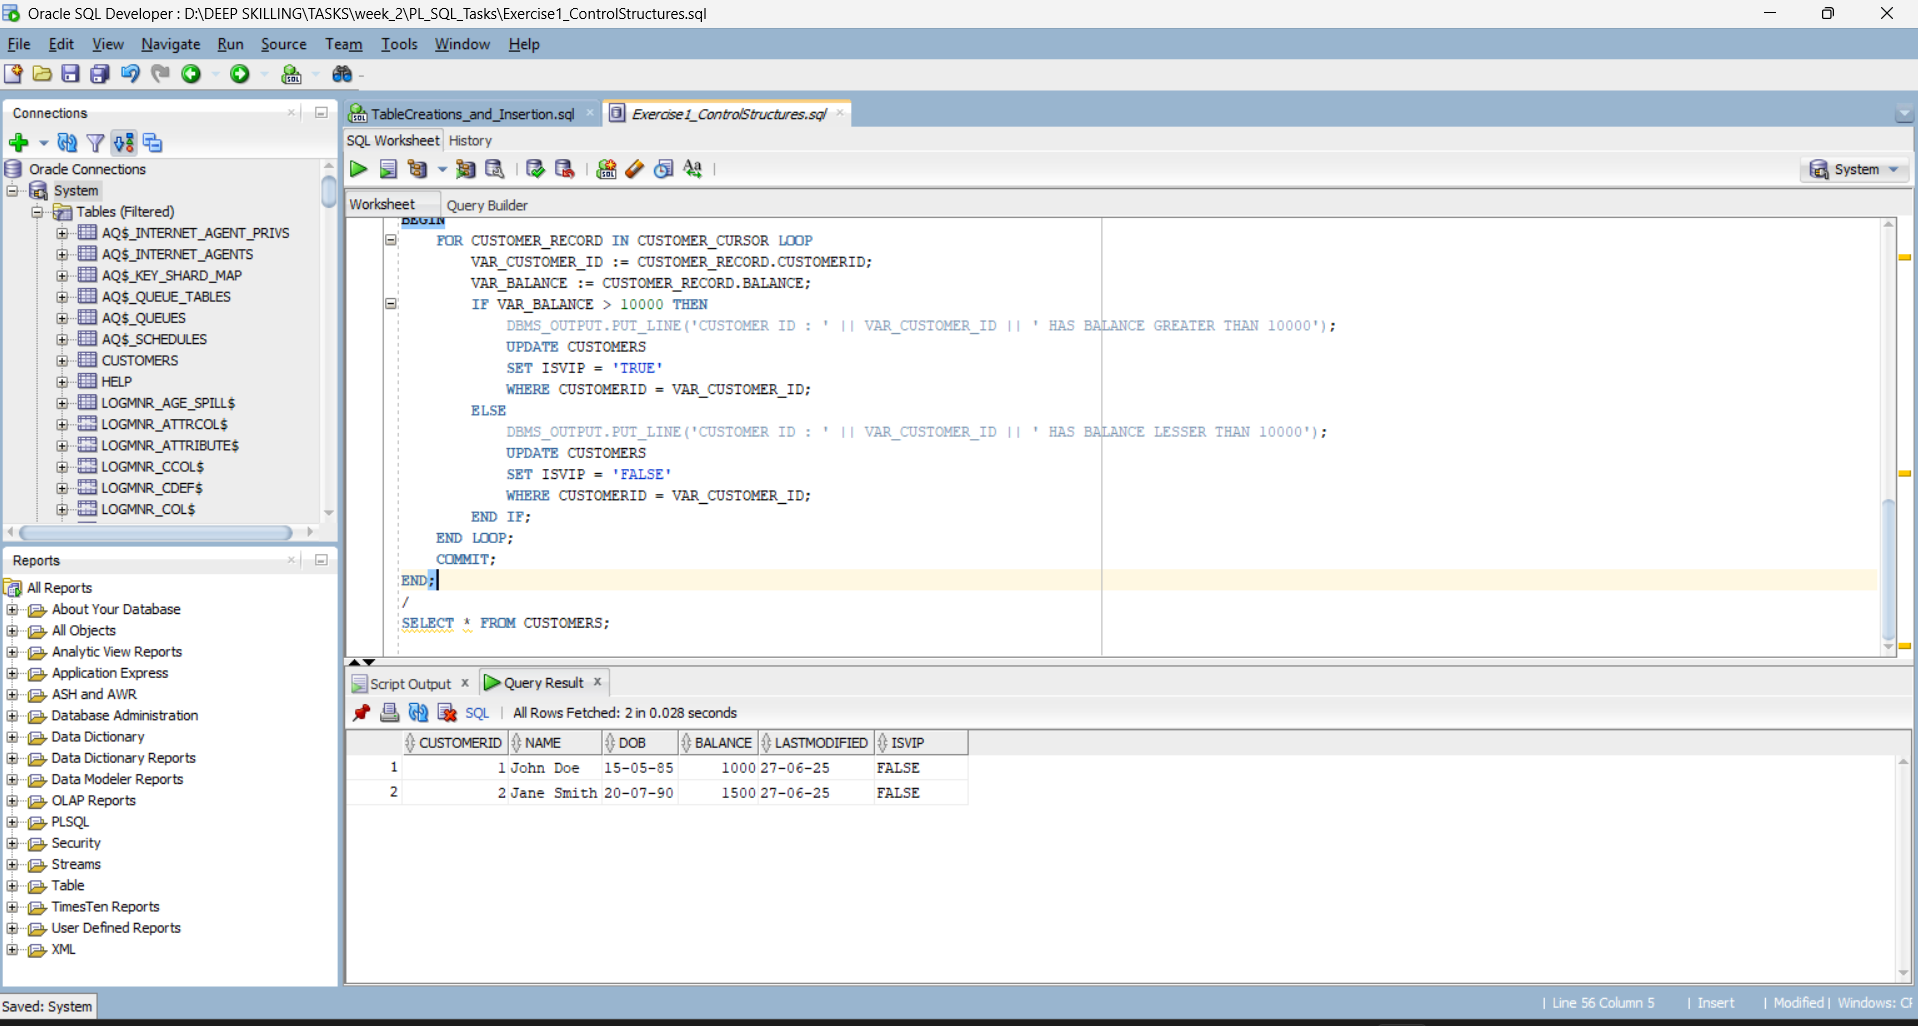 Oracle SQL Developer : D:\DEEP SKILLING\TASKS\week_2\PL_SQL_Tasks\Exercise1_ControlStructures.sql
File Edit View Navigate Run Source Team Tools Window Help
Connections
Oracle Connections
System
Tables (Filtered)
AQ$_INTERNET_AGENT_PRIVS
AQ$_INTERNET_AGENTS
AQ$_KEY_SHARD_MAP
AQ$_QUEUE_TABLES
AQ$_QUEUES
AQ$_SCHEDULES
CUSTOMERS
HELP
LOGMNR_AGE_SPILL$
LOGMNR_ATTRCOL$
LOGMNR_ATTRIBUTE$
LOGMNR_CCOL$
LOGMNR_CDEF$
LOGMNR_COL$
Reports
All Reports
About Your Database
All Objects
Analytic View Reports
Application Express
ASH and AWR
Database Administration
Data Dictionary
Data Dictionary Reports
Data Modeler Reports
OLAP Reports
PLSQL
Security
Streams
Table
TimesTen Reports
User Defined Reports
XML
TableCreations_and_Insertion.sql Exercise1_ControlStructures.sql
SQL Worksheet History
System
Worksheet Query Builder
BEGIN
FOR CUSTOMER_RECORD IN CUSTOMER_CURSOR LOOP
VAR_CUSTOMER_ID := CUSTOMER_RECORD.CUSTOMERID;
VAR_BALANCE := CUSTOMER_RECORD.BALANCE;
IF VAR_BALANCE > 10000 THEN
DBMS_OUTPUT.PUT_LINE('CUSTOMER ID : ' || VAR_CUSTOMER_ID || ' HAS BALANCE GREATER THAN 10000');
UPDATE CUSTOMERS
SET ISVIP = 'TRUE'
WHERE CUSTOMERID = VAR_CUSTOMER_ID;
ELSE
DBMS_OUTPUT.PUT_LINE('CUSTOMER ID : ' || VAR_CUSTOMER_ID || ' HAS BALANCE LESSER THAN 10000');
UPDATE CUSTOMERS
SET ISVIP = 'FALSE'
WHERE CUSTOMERID = VAR_CUSTOMER_ID;
END IF;
END LOOP;
COMMIT;
END;
/
SELECT * FROM CUSTOMERS;
Script Output x Query Result x
SQL | All Rows Fetched: 2 in 0.028 seconds
CUSTOMERID NAME DOB BALANCE LASTMODIFIED ISVIP
1 1 John Doe 15-05-85 1000 27-06-25 FALSE
2 2 Jane Smith 20-07-90 1500 27-06-25 FALSE
Saved: System
| Line 56 Column 5 | Insert | Modified | Windows: CF